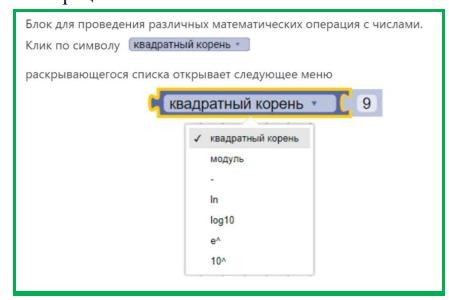 Блок для проведения различных математических операция с числами.
Клик по символу квадратный корень
раскрывающегося списка открывает следующее меню
квадратный корень 9
✓ квадратный корень
модуль
-
ln
log10
e^
10^